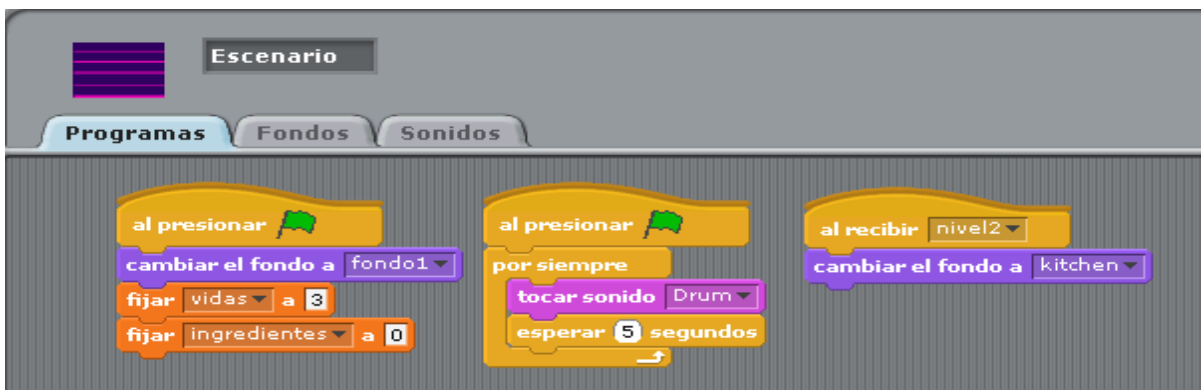 Escenario
Programas
Fondos
Sonidos
al presionar
cambiar el fondo a fondo1
fijar vidas a 3
fijar ingredientes a 0
al presionar
por siempre
tocar sonido Drum
esperar 5 segundos
al recibir nivel2
cambiar el fondo a kitchen